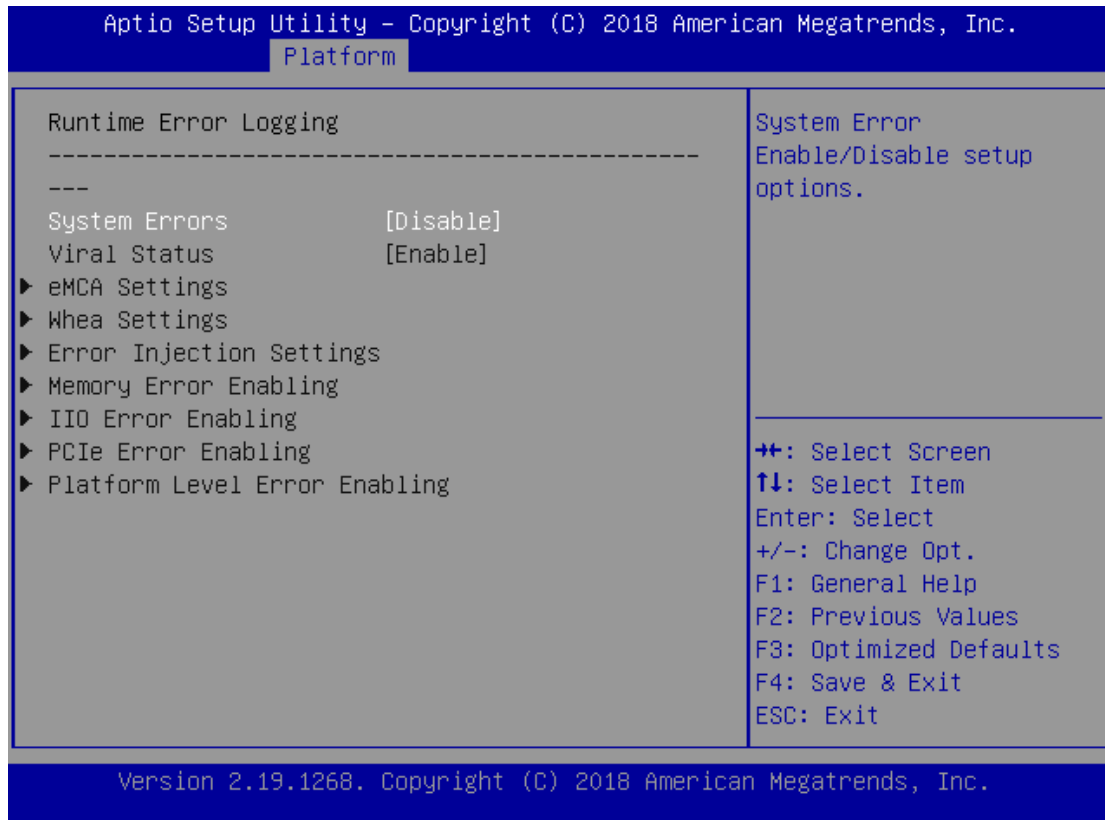 Aptio Setup Utility – Copyright (C) 2018 American Megatrends, Inc.
Platform
Runtime Error Logging
-----------------------------------------------
---
System Errors [Disable]
Viral Status [Enable]
▶ eMCA Settings
▶ Whea Settings
▶ Error Injection Settings
▶ Memory Error Enabling
▶ IIO Error Enabling
▶ PCIe Error Enabling
▶ Platform Level Error Enabling
System Error
Enable/Disable setup
options.
→←: Select Screen
↑↓: Select Item
Enter: Select
+/-: Change Opt.
F1: General Help
F2: Previous Values
F3: Optimized Defaults
F4: Save & Exit
ESC: Exit
Version 2.19.1268. Copyright (C) 2018 American Megatrends, Inc.